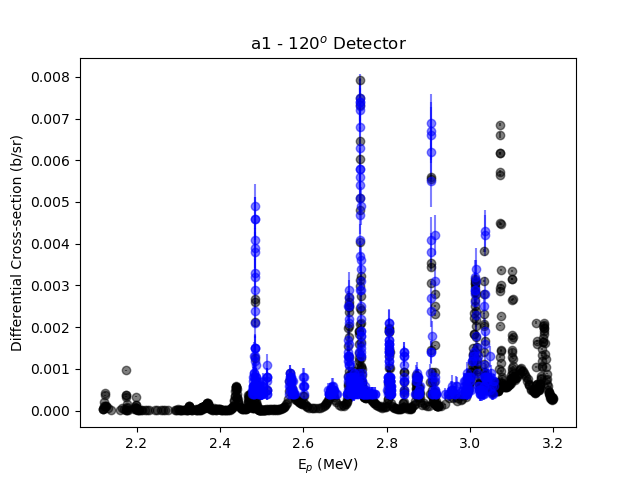 a1 - 120° Detector
Differential Cross-section (b/sr)
0.008
0.007
0.006
0.005
0.004
0.003
0.002
0.001
0.000
2.2 2.4 2.6 2.8 3.0 3.2
Eₚ (MeV)